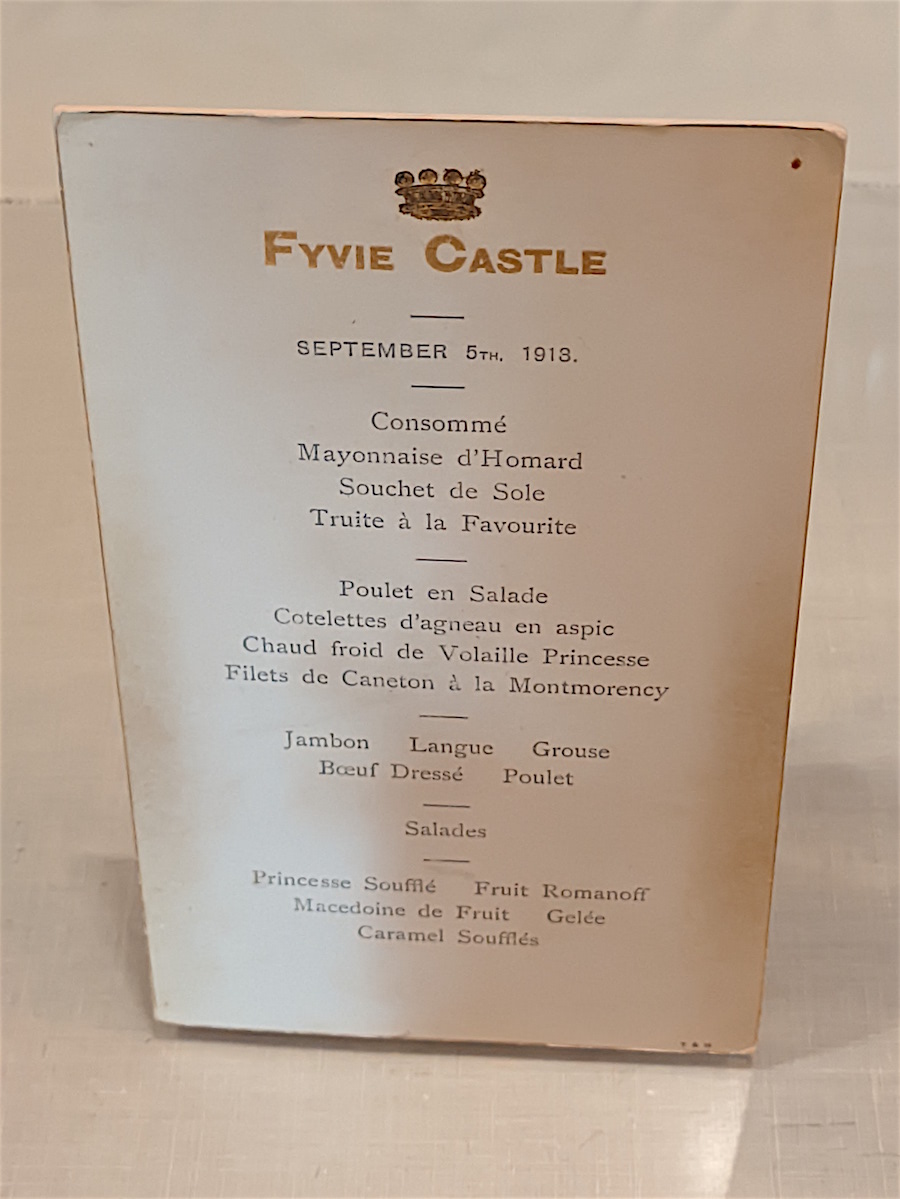 FYVIE CASTLE
SEPTEMBER 5TH. 1913.
Consommé
Mayonnaise d'Homard
Souchet de Sole
Truite à la Favourite
Poulet en Salade
Cotelettes d'agneau en aspic
Chaud froid de Volaille Princesse
Filets de Caneton à la Montmorency
Jambon Langue Grouse
Bœuf Dressé Poulet
Salades
Princesse Soufflé Fruit Romanoff
Macedoine de Fruit Gelée
Caramel Soufflés